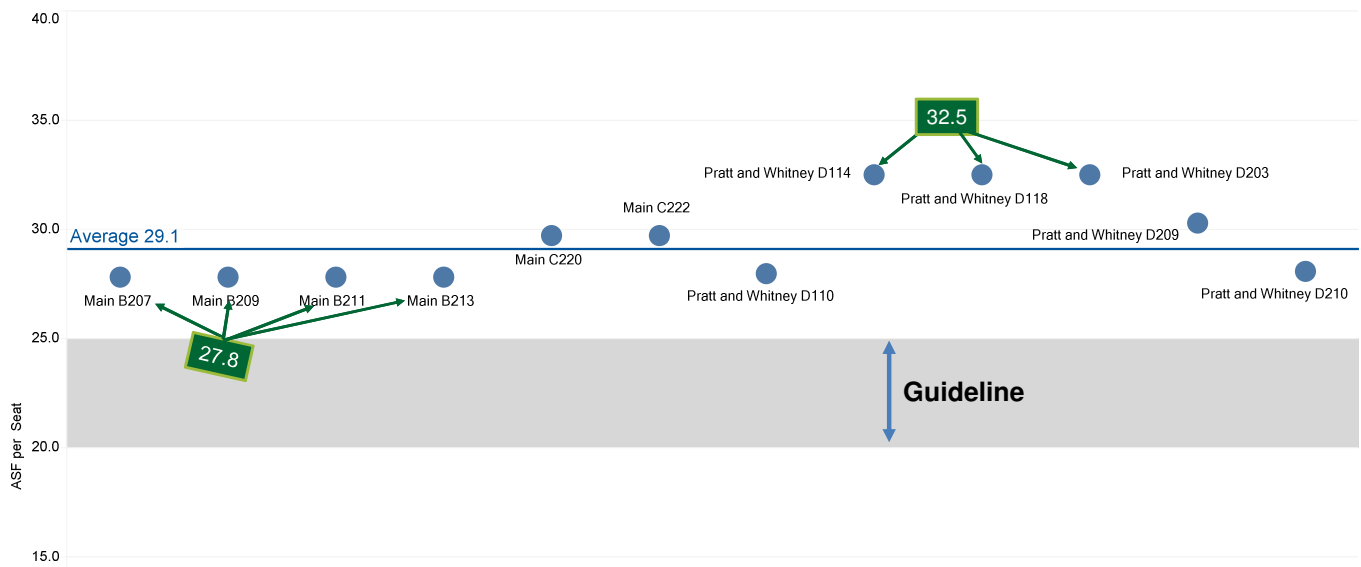 40.0
35.0
32.5
Pratt and Whitney D114
Pratt and Whitney D203
Pratt and Whitney D118
Main C222
30.0
Average 29.1
Pratt and Whitney D209
Main C220
Main B207
Main B209
Main B211
Main B213
Pratt and Whitney D110
Pratt and Whitney D210
25.0
27.8
Guideline
20.0
ASF per Seat
15.0